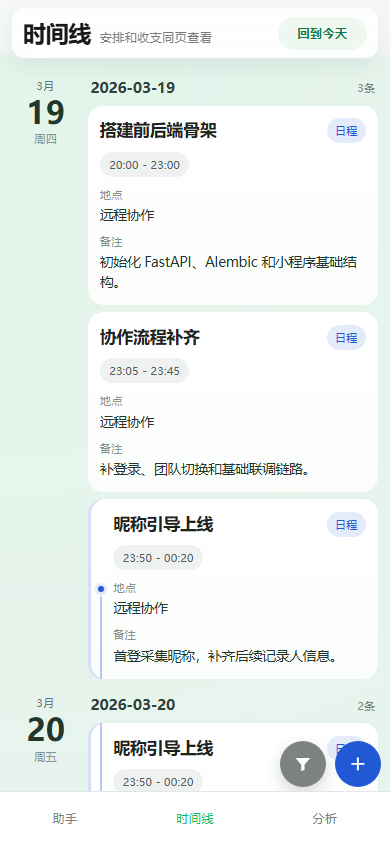 时间线 安排和收支同页查看
回到今天
3月
19
周四
2026-03-19
3条
搭建前后端骨架
日程
20:00 - 23:00
地点
远程协作
备注
初始化 FastAPI、Alembic 和小程序基础结
构。
协作流程补齐
日程
23:05 - 23:45
地点
远程协作
备注
补登录、团队切换和基础联调链路。
昵称引导上线
日程
23:50 - 00:20
地点
远程协作
备注
首登采集昵称，补齐后续记录人信息。
3月
20
周五
2026-03-20
2条
昵称引导上线
23:50 - 00:20
助手
时间线
分析